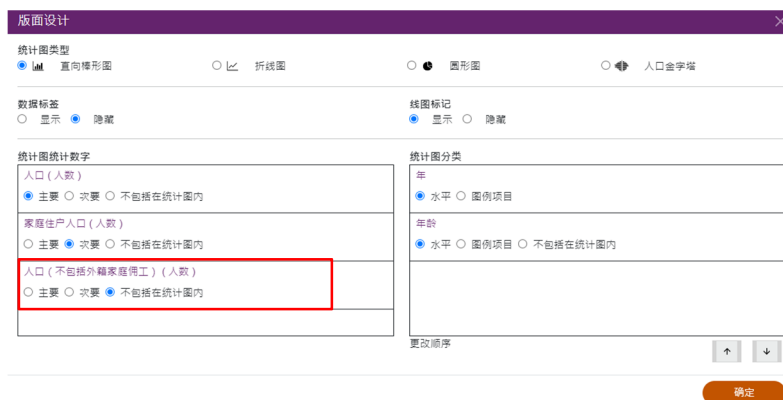 版面设计
统计图类型
直向棒形图 折线图 圆形图 人口金字塔
数据标签 线图标记
显示 隐藏 显示 隐藏
统计图统计数字 统计图分类
人口(人数) 年
主要 次要 不包括在统计图内 水平 图例项目
家庭住户人口(人数) 年龄
主要 次要 不包括在统计图内 水平 图例项目 不包括在统计图内
人口(不包括外籍家庭佣工)(人数)
主要 次要 不包括在统计图内
更改顺序
确定